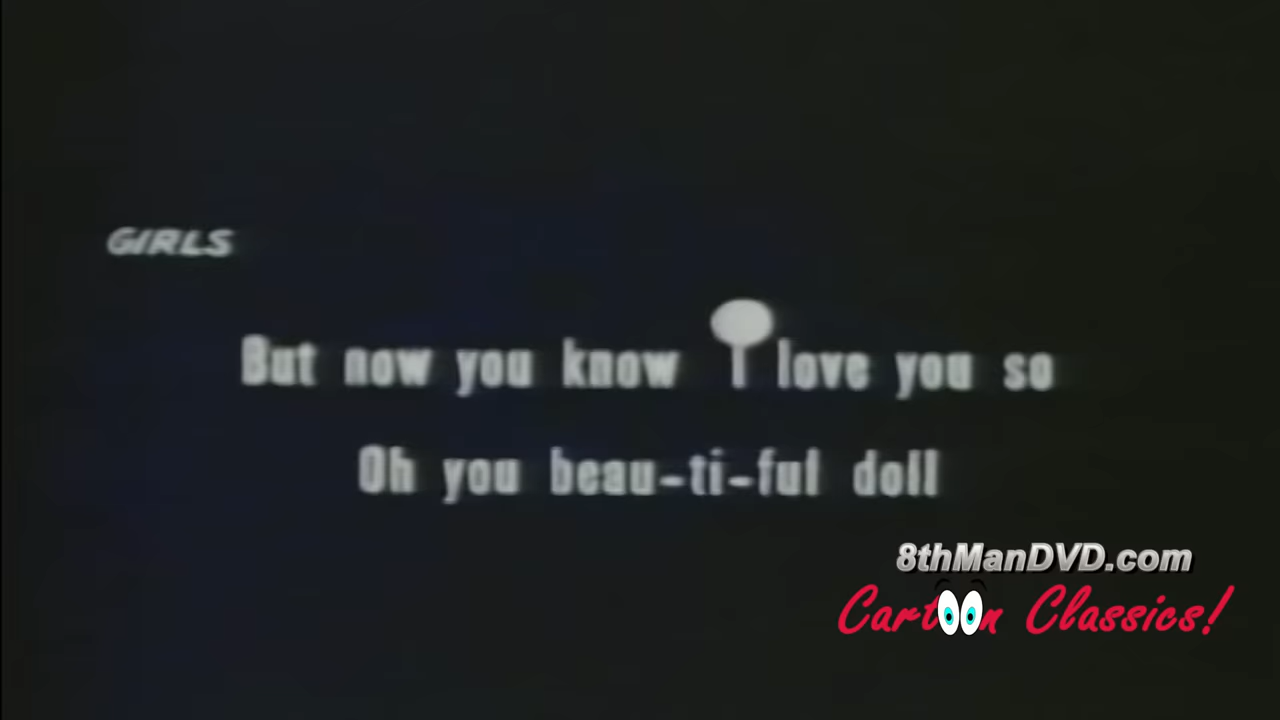 GIRLS
But now you know I love you so
Oh you beau-ti-ful doll
8thManDVD.com
Cartoon Classics!